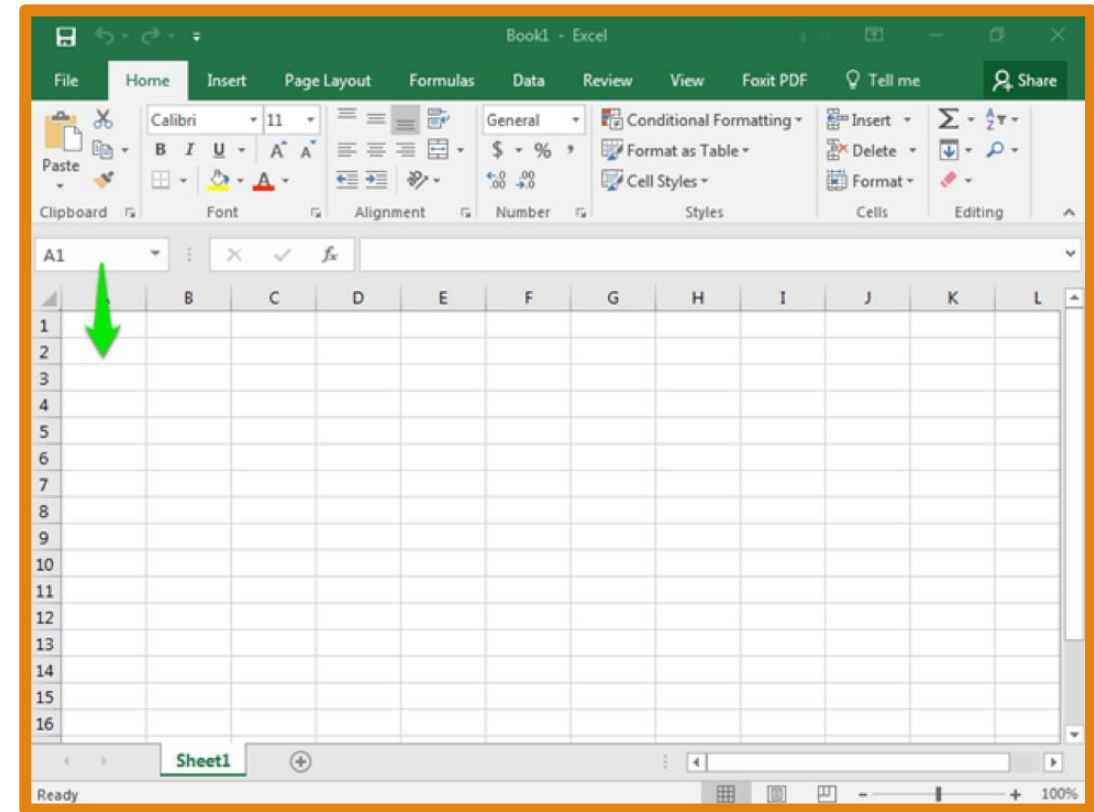 Book1 - Excel
File Home Insert Page Layout Formulas Data Review View Foxit PDF Tell me Share
Calibri 11 General Conditional Formatting Insert
Paste B I U A A $ % , Format as Table Delete
A .00 .0 Cell Styles Format
Clipboard Font Alignment Number Styles Cells Editing
A1 fx
B C D E F G H I J K L
1
2
3
4
5
6
7
8
9
10
11
12
13
14
15
16
Sheet1
Ready 100%